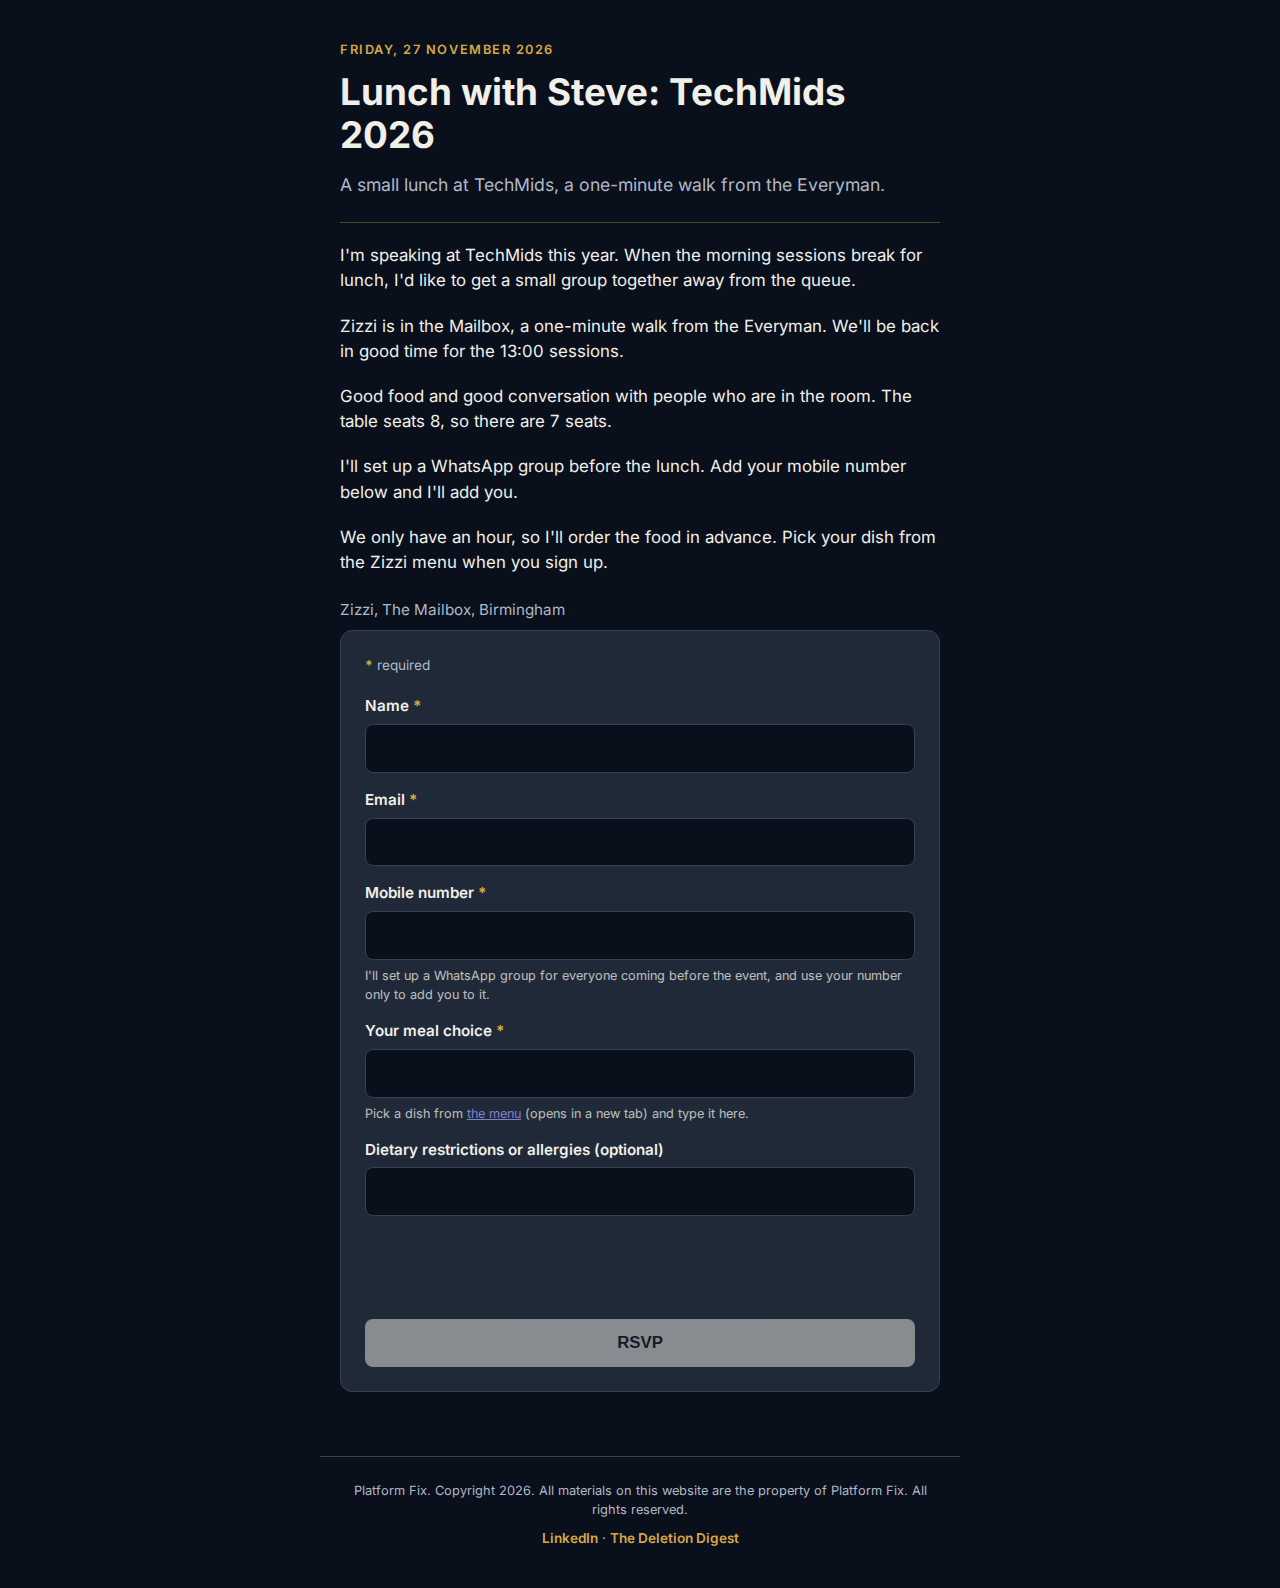 FRIDAY, 27 NOVEMBER 2026
Lunch with Steve: TechMids
2026
A small lunch at TechMids, a one-minute walk from the Everyman.
I'm speaking at TechMids this year. When the morning sessions break for
lunch, I'd like to get a small group together away from the queue.
Zizzi is in the Mailbox, a one-minute walk from the Everyman. We'll be back
in good time for the 13:00 sessions.
Good food and good conversation with people who are in the room. The
table seats 8, so there are 7 seats.
I'll set up a WhatsApp group before the lunch. Add your mobile number
below and I'll add you.
We only have an hour, so I'll order the food in advance. Pick your dish from
the Zizzi menu when you sign up.
Zizzi, The Mailbox, Birmingham
* required
Name *
Email *
Mobile number *
I'll set up a WhatsApp group for everyone coming before the event, and use your number
only to add you to it.
Your meal choice *
Pick a dish from the menu (opens in a new tab) and type it here.
Dietary restrictions or allergies (optional)
RSVP
Platform Fix. Copyright 2026. All materials on this website are the property of Platform Fix. All
rights reserved.
LinkedIn · The Deletion Digest